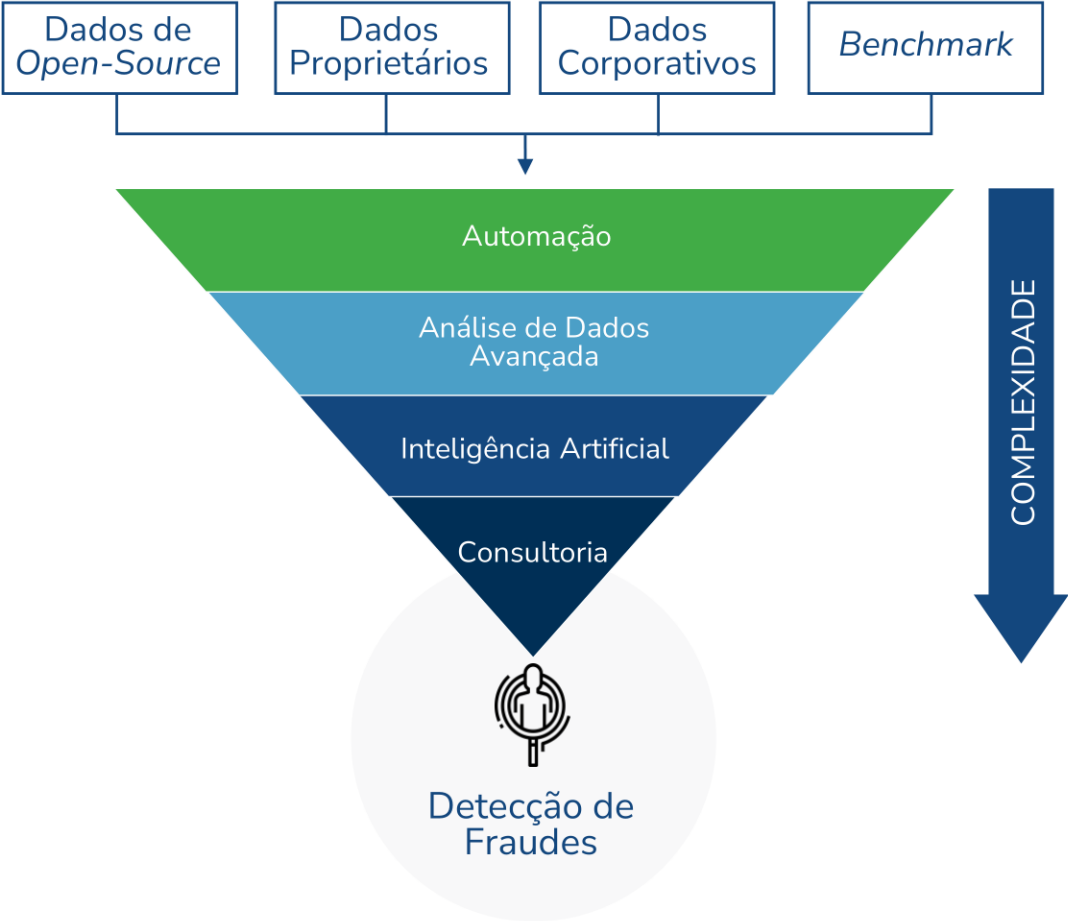 Dados de
Open-Source
Dados
Proprietários
Dados
Corporativos
Benchmark
Automação
Análise de Dados
Avançada
Inteligência Artificial
Consultoria
COMPLEXIDADE
Detecção de
Fraudes